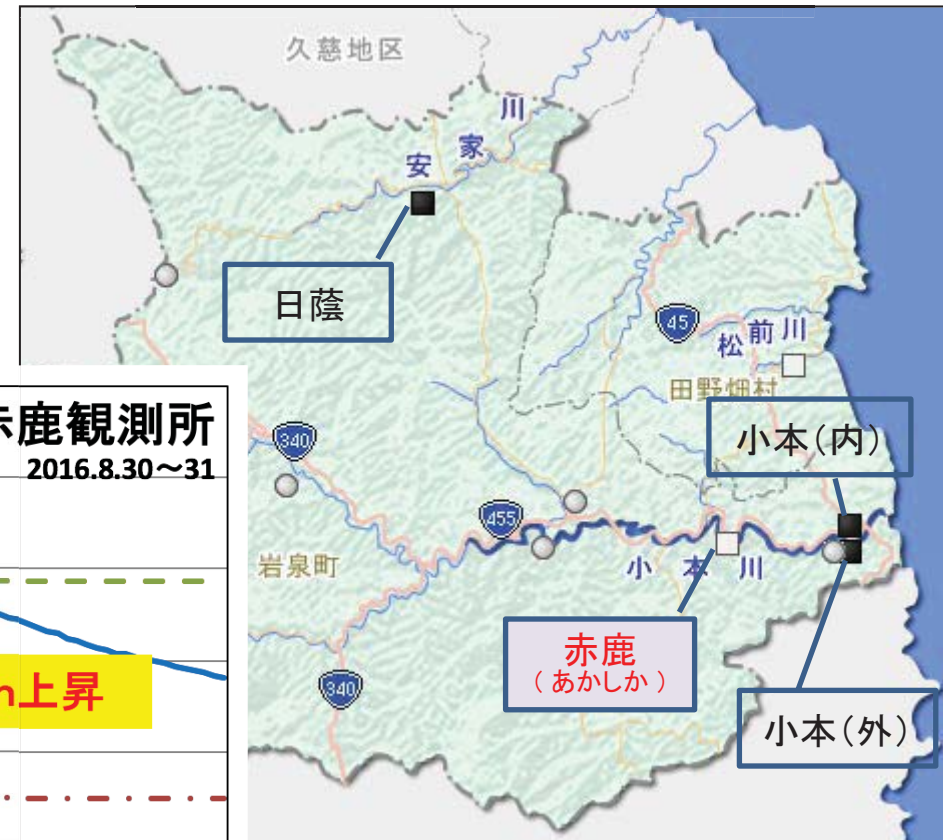 久慈地区
安家川
日蔭
45
松前川
田野畑村
小本(内)
鹿観測所
2016.8.30～31
340
455
岩泉町
小本川
赤鹿
(あかしか)
上昇
340
小本(外)